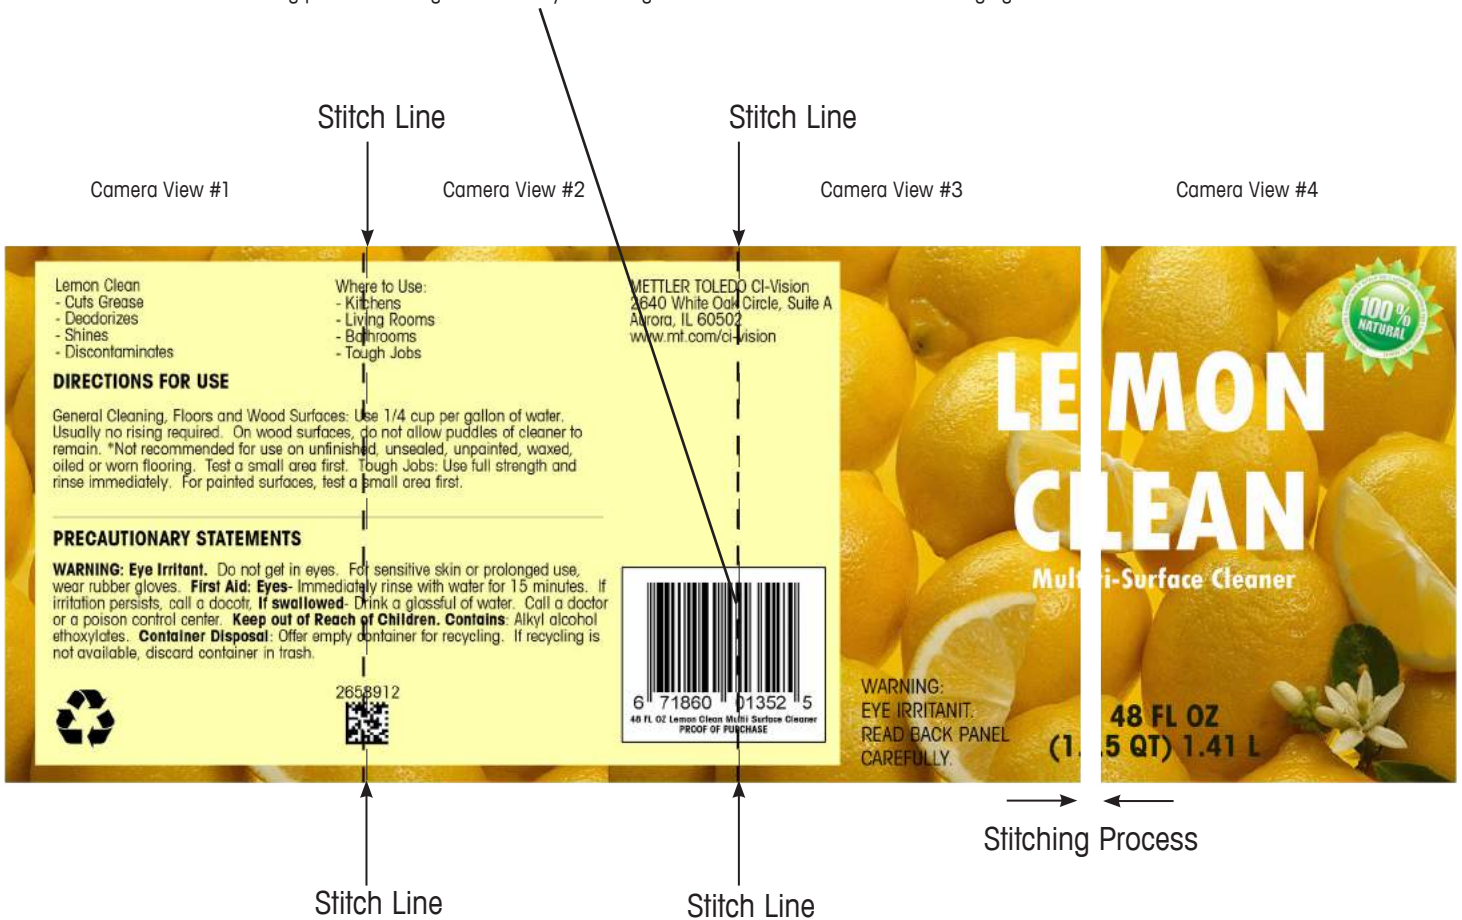 Stitch Line
Stitch Line
Camera View #1
Camera View #2
Camera View #3
Camera View #4
Lemon Clean
- Cuts Grease
- Deodorizes
- Shines
- Discontaminates
Where to Use:
- Kitchens
- Living Rooms
- Bathrooms
- Tough Jobs
METTLER TOLEDO CI-Vision
2640 White Oak Circle, Suite A
Aurora, IL 60502
www.mt.com/ci-vision
DIRECTIONS FOR USE
General Cleaning, Floors and Wood Surfaces: Use 1/4 cup per gallon of water.
Usually no rising required. On wood surfaces, do not allow puddles of cleaner to
remain. *Not recommended for use on unfinished, unsealed, unpainted, waxed,
oiled or worn flooring. Test a small area first. Tough Jobs: Use full strength and
rinse immediately. For painted surfaces, test a small area first.
PRECAUTIONARY STATEMENTS
WARNING: Eye Irritant. Do not get in eyes. For sensitive skin or prolonged use,
wear rubber gloves. First Aid: Eyes- Immediately rinse with water for 15 minutes. If
irritation persists, call a docotr, If swallowed- Drink a glassful of water. Call a doctor
or a poison control center. Keep out of Reach of Children. Contains: Alkyl alcohol
ethoxylates. Container Disposal: Offer empty container for recycling. If recycling is
not available, discard container in trash.
2658912
6 71860 01352 5
48 FL OZ Lemon Clean Multii Surface Cleaner
PROOF OF PURCHASE
WARNING:
EYE IRRITANIT.
READ BACK PANEL
CAREFULLY.
100%
NATURAL
LE MON
CLEAN
Multi-Surface Cleaner
48 FL OZ
(1. .5 QT) 1.41 L
Stitching Process
Stitch Line
Stitch Line